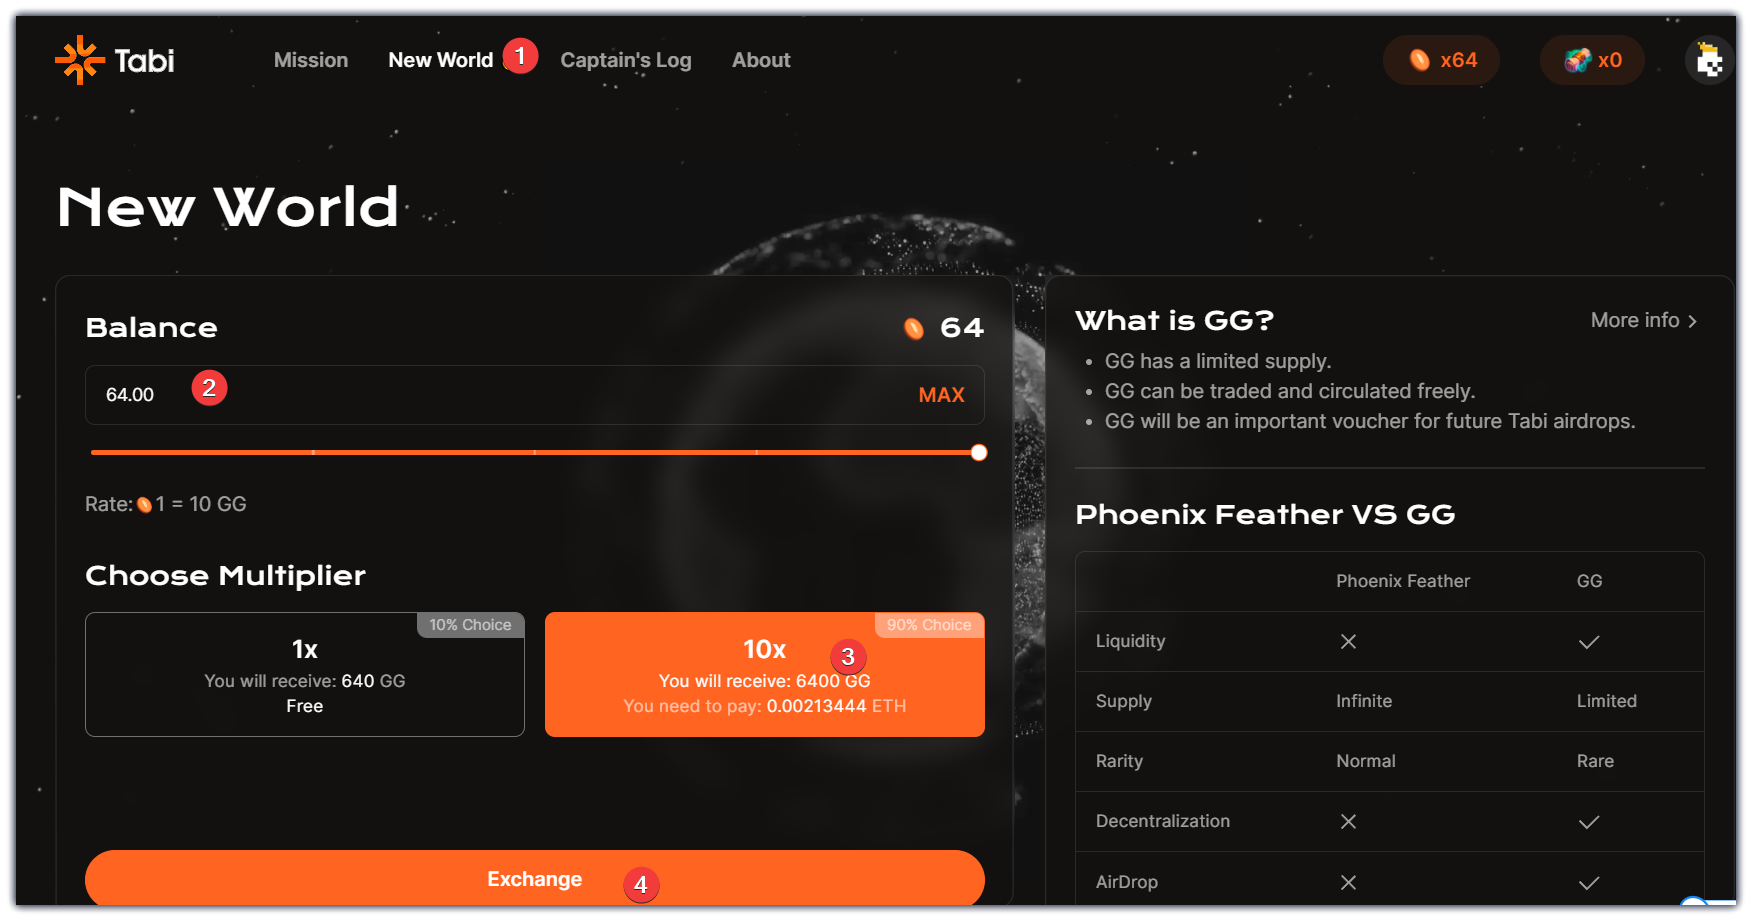 Tabi
Mission
New World
1
Captain's Log
About
x64
x0
New World
Balance
64
64.00
2
MAX
Rate: 1 = 10 GG
Choose Multiplier
10% Choice
1x
You will receive: 640 GG
Free
90% Choice
10x
3
You will receive: 6400 GG
You need to pay: 0.00213444 ETH
Exchange
4
What is GG?
More info
• GG has a limited supply.
• GG can be traded and circulated freely.
• GG will be an important voucher for future Tabi airdrops.
Phoenix Feather VS GG
Phoenix Feather GG
Liquidity
Supply Infinite Limited
Rarity Normal Rare
Decentralization
AirDrop